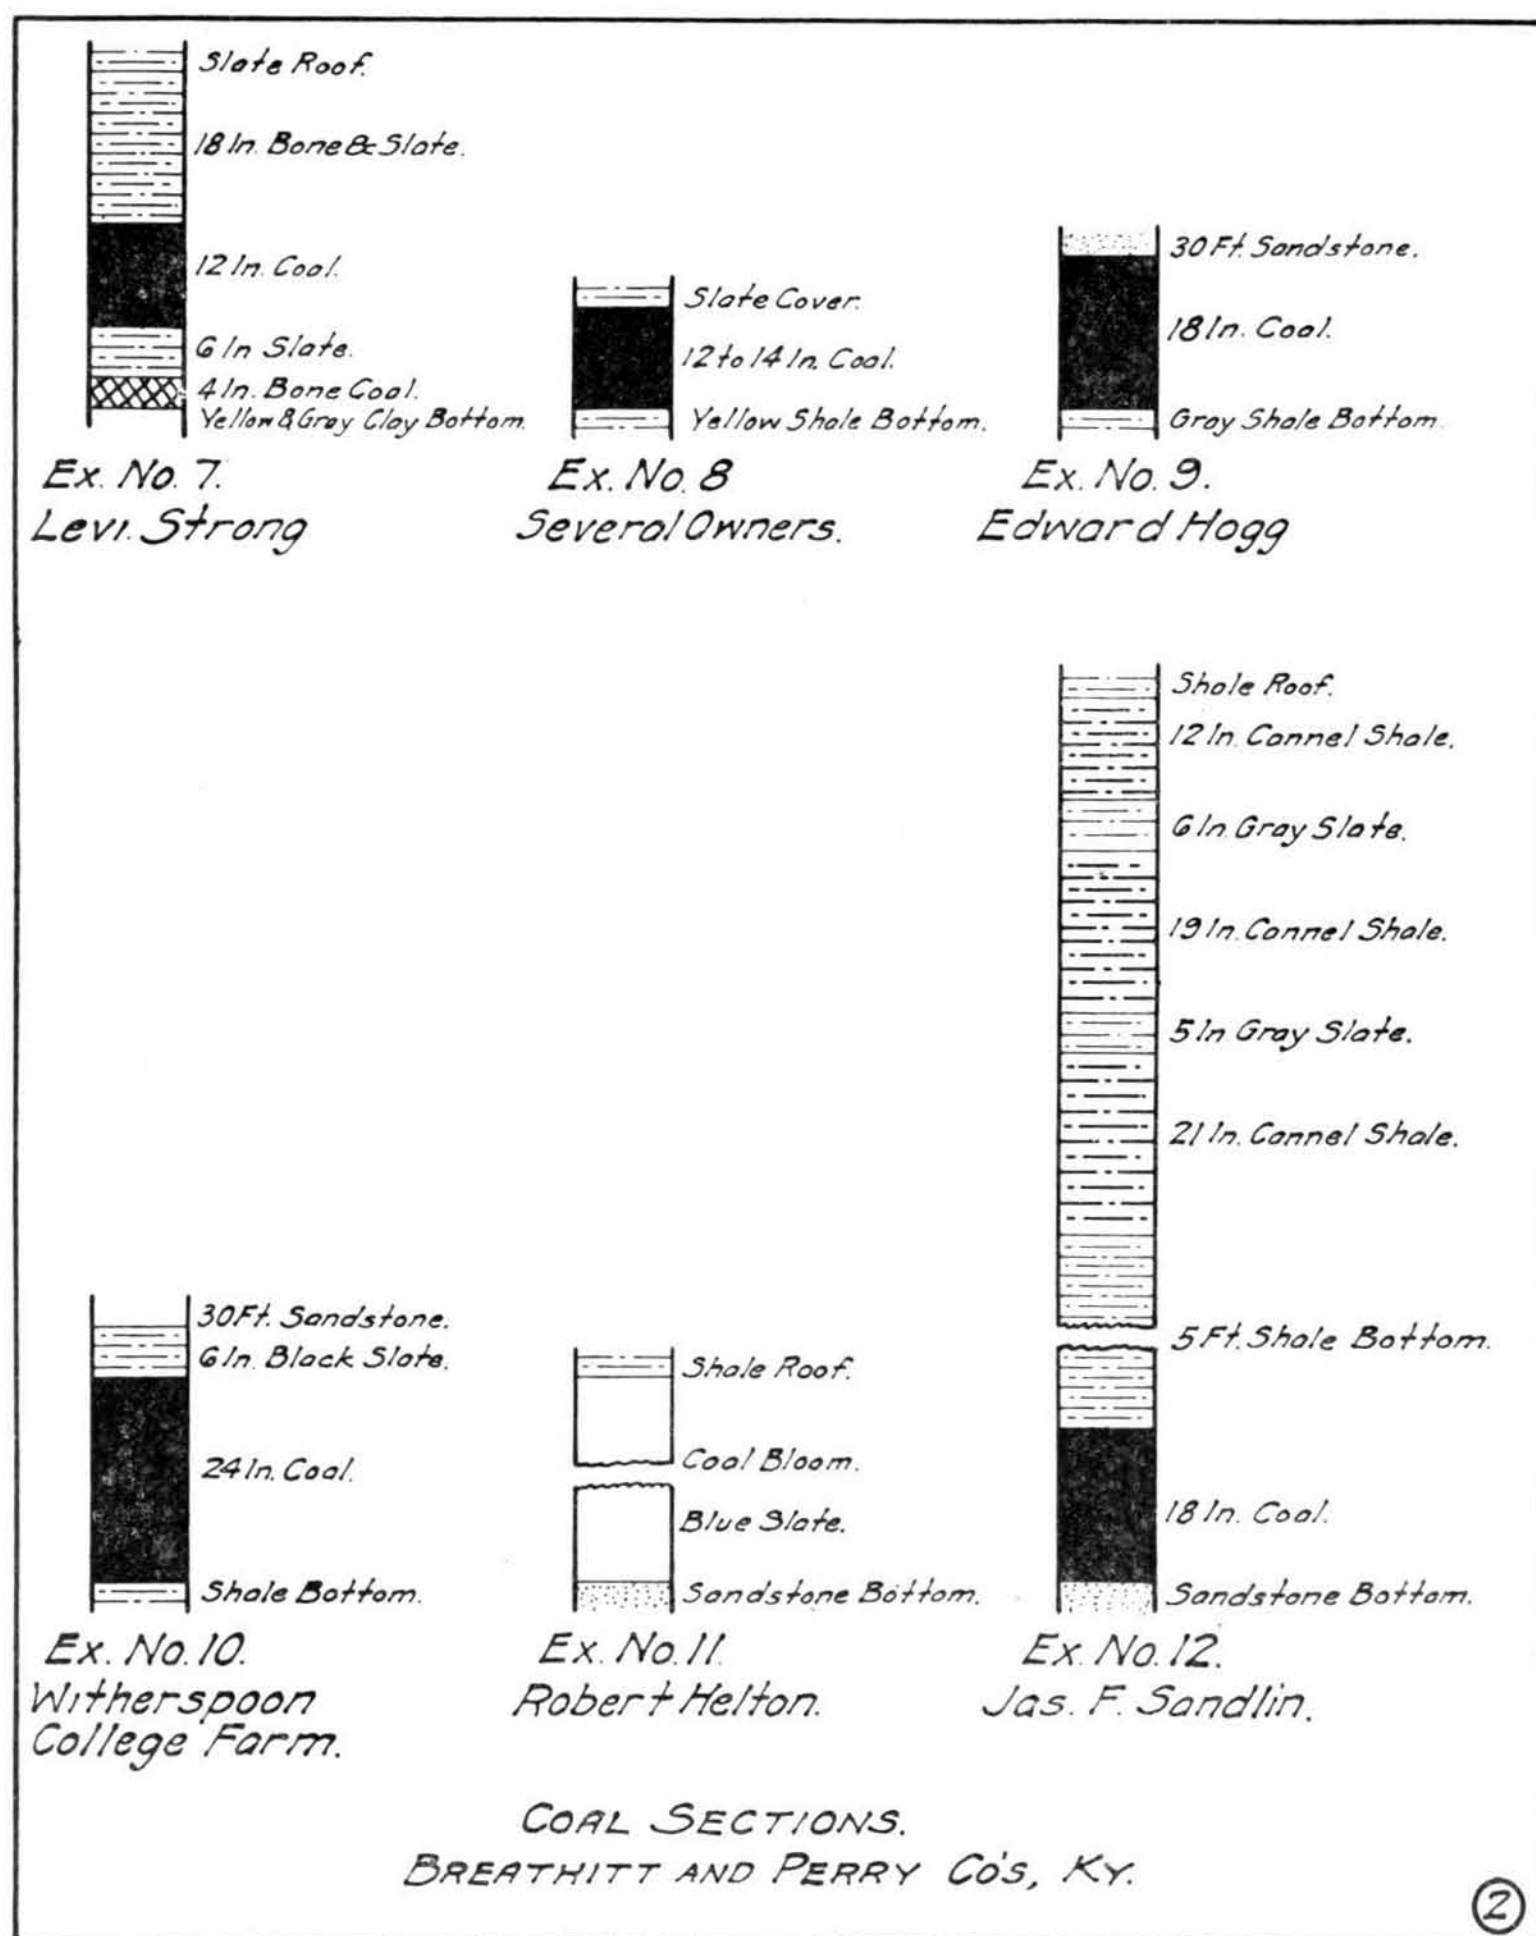 Slate Roof.
18 In. Bone & Slate.
12 In. Coal.
6 In Slate.
4 In. Bone Coal.
Yellow & Gray Clay Bottom.
Ex. No. 7.
Levi. Strong
Slate Cover.
12 to 14 In. Coal.
Yellow Shale Bottom.
Ex. No. 8
Several Owners.
30 Ft. Sandstone.
18 In. Coal.
Gray Shale Bottom.
Ex. No. 9.
Edward Hogg
30 Ft. Sandstone.
6 In. Black Slate.
24 In. Coal.
Shale Bottom.
Ex. No. 10.
Witherspoon
College Farm.
Shale Roof.
Coal Bloom.
Blue Slate.
Sandstone Bottom.
Ex. No. 11.
Robert Helton.
Shale Roof.
12 In. Cannel Shale.
6 In. Gray Slate.
19 In. Cannel Shale.
5 In Gray Slate.
21 In. Cannel Shale.
5 Ft. Shale Bottom.
18 In. Coal.
Sandstone Bottom.
Ex. No. 12.
Jas. F. Sandlin.
COAL SECTIONS.
BREATHITT AND PERRY CO'S, KY.
2